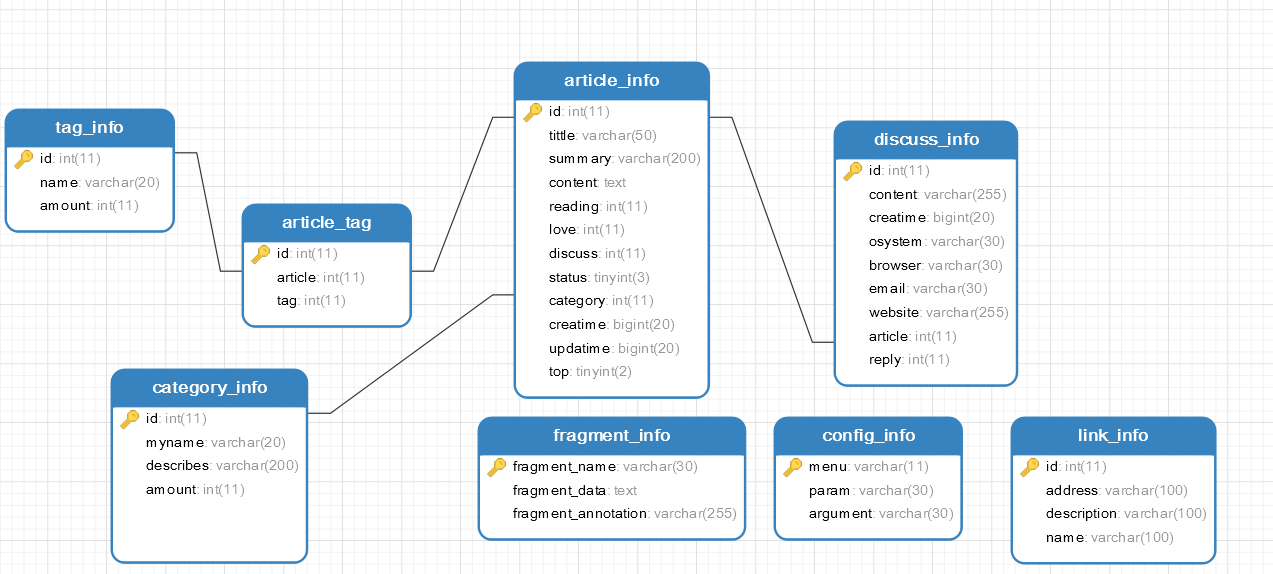 tag_info
id: int(11)
name: varchar(20)
amount: int(11)
article_tag
id: int(11)
article: int(11)
tag: int(11)
category_info
id: int(11)
myname: varchar(20)
describes: varchar(200)
amount: int(11)
article_info
id: int(11)
tittle: varchar(50)
summary: varchar(200)
content: text
reading: int(11)
love: int(11)
discuss: int(11)
status: tinyint(3)
category: int(11)
creatime: bigint(20)
updatime: bigint(20)
top: tinyint(2)
discuss_info
id: int(11)
content: varchar(255)
creatime: bigint(20)
osystem: varchar(30)
browser: varchar(30)
email: varchar(30)
website: varchar(255)
article: int(11)
reply: int(11)
fragment_info
fragment_name: varchar(30)
fragment_data: text
fragment_annotation: varchar(255)
config_info
menu: varchar(11)
param: varchar(30)
argument: varchar(30)
link_info
id: int(11)
address: varchar(100)
description: varchar(100)
name: varchar(100)